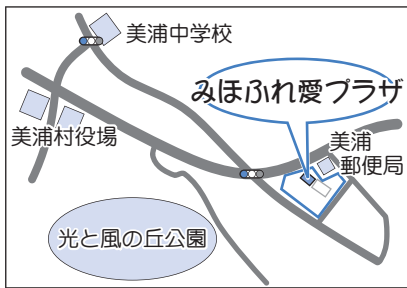 美浦中学校
みほふれ愛プラザ
美浦村役場
美浦
郵便局
光と風の丘公園